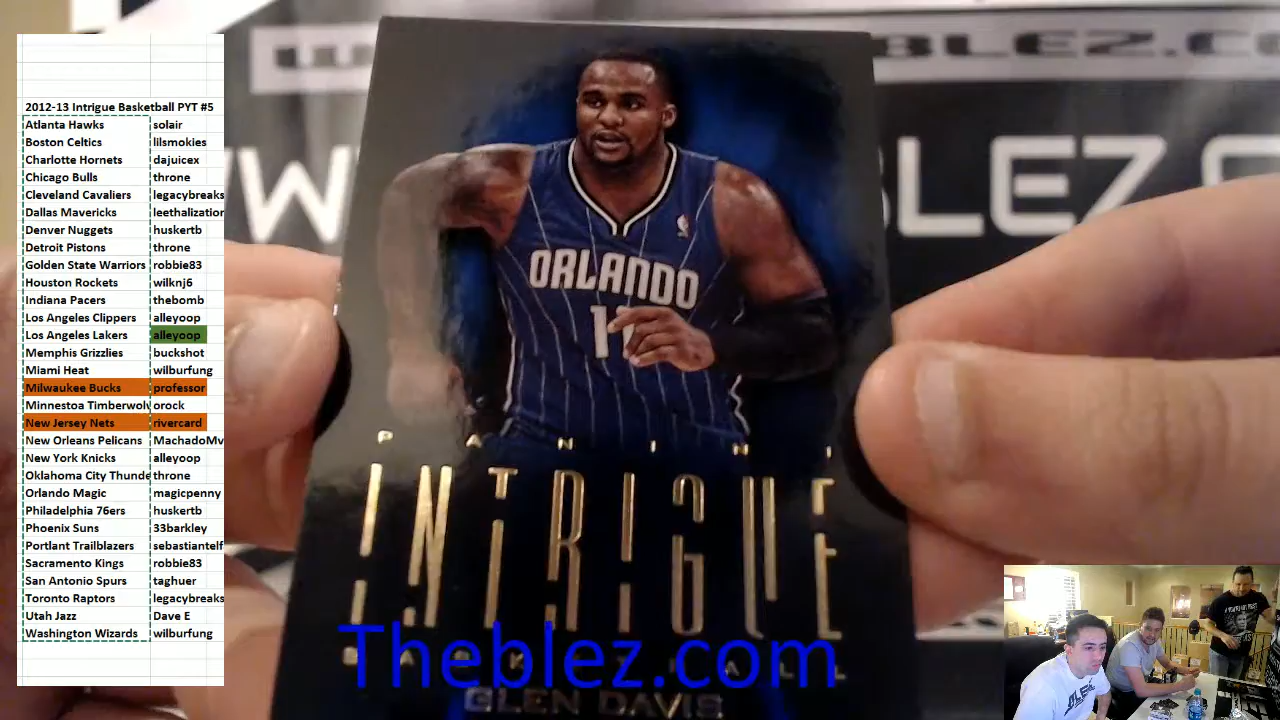 2012-13 Intrigue Basketball PYT #5
Atlanta Hawks solair
Boston Celtics lilsmokies
Charlotte Hornets dajuicex
Chicago Bulls throne
Cleveland Cavaliers legacybreaks
Dallas Mavericks leethalization
Denver Nuggets huskertb
Detroit Pistons throne
Golden State Warriors robbie83
Houston Rockets wilknj6
Indiana Pacers thebomb
Los Angeles Clippers alleyoop
Los Angeles Lakers alleyoop
Memphis Grizzlies buckshot
Miami Heat wilburfung
Milwaukee Bucks professor
Minnestoa Timberwolv orock
New Jersey Nets rivercard
New Orleans Pelicans MachadoMv
New York Knicks alleyoop
Oklahoma City Thunde throne
Orlando Magic magicpenny
Philadelphia 76ers huskertb
Phoenix Suns 33barkley
Portlant Trailblazers sebastiantelf
Sacramento Kings robbie83
San Antonio Spurs taghuer
Toronto Raptors legacybreaks
Utah Jazz Dave E
Washington Wizards wilburfung
ORLANDO
11
PANINI
INTRIGUE
BASKETBALL
GLEN DAVIS
Theblez.com